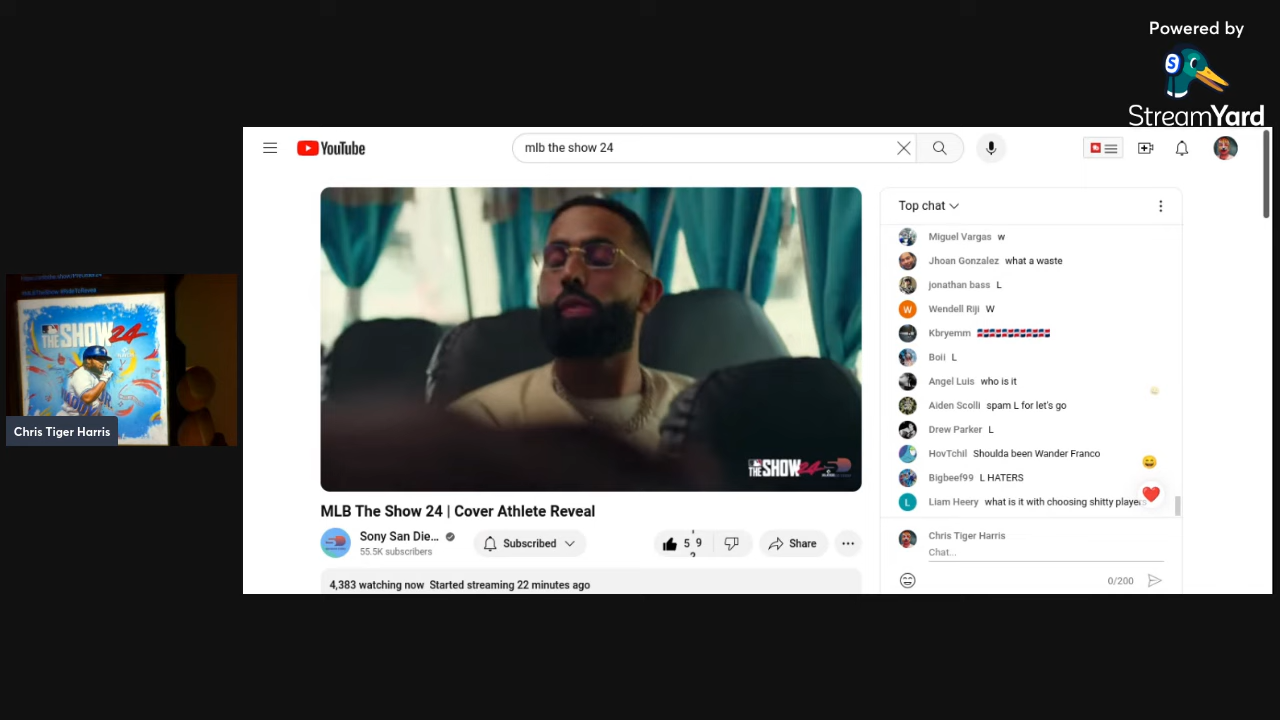 Powered by
StreamYard
YouTube
mlb the show 24
THE SHOW 24
Chris Tiger Harris
THE SHOW 24
MLB The Show 24 | Cover Athlete Reveal
Sony San Die...
55.5K subscribers
Subscribed
Share
4,383 watching now Started streaming 22 minutes ago
Top chat
Miguel Vargas w
Jhoan Gonzalez what a waste
jonathan bass L
W
Wendell Riji W
Kbryemm 🇩🇴🇩🇴🇩🇴🇩🇴🇩🇴🇩🇴🇩🇴🇩🇴
Boii L
Angel Luis who is it
Aiden Scolli spam L for let's go
Drew Parker L
HovTchil Shoulda been Wander Franco
Bigbeef99 L HATERS
L
Liam Heery what is it with choosing shitty players
Chris Tiger Harris
Chat...
0/200